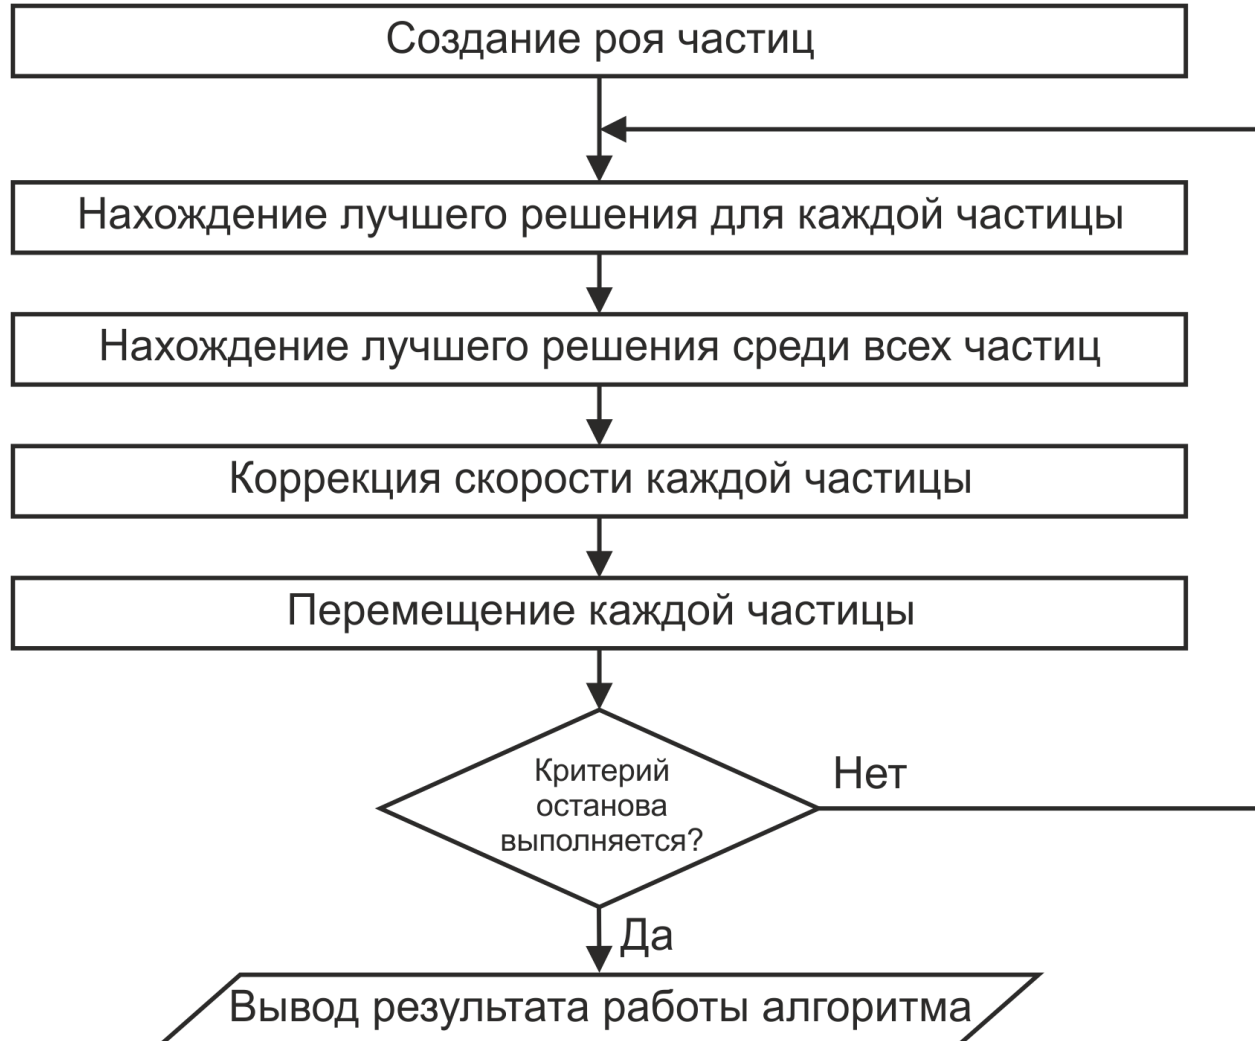 Создание роя частиц
Нахождение лучшего решения для каждой частицы
Нахождение лучшего решения среди всех частиц
Коррекция скорости каждой частицы
Перемещение каждой частицы
Критерий
останова
выполняется?
Нет
Да
Вывод результата работы алгоритма